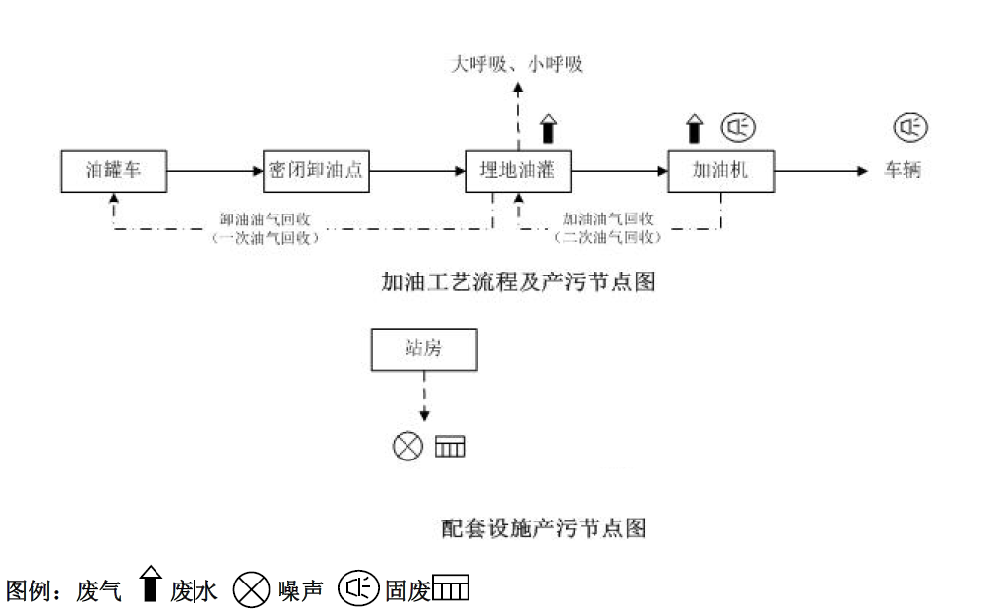 大呼吸、小呼吸
油罐车
密闭卸油点
埋地油灌
加油机
车辆
卸油油气回收
（一次油气回收）
加油油气回收
（二次油气回收）
加油工艺流程及产污节点图
站房
配套设施产污节点图
图例：废气 废水 噪声 固废